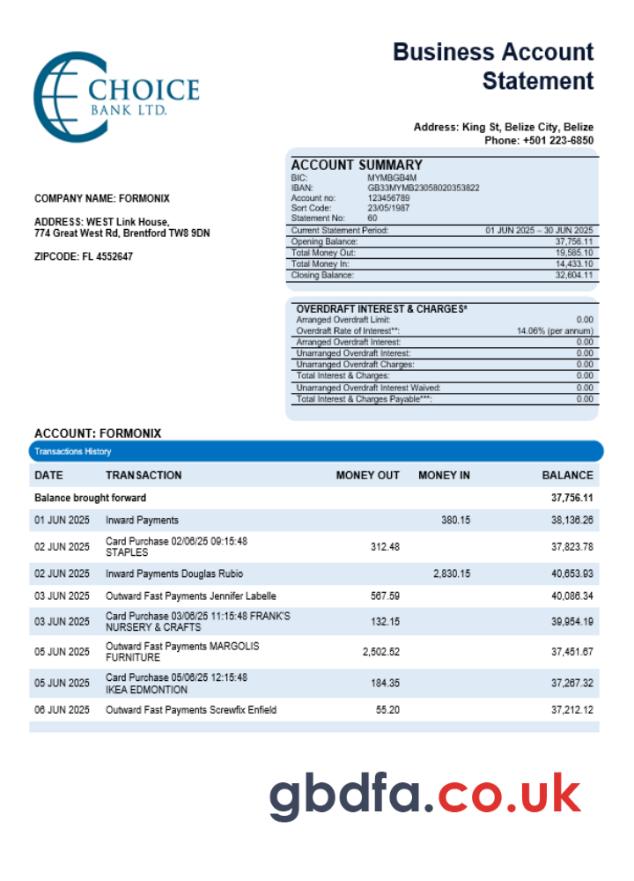 CHOICE
BANK LTD.
Business Account
Statement
Address: King St, Belize City, Belize
Phone: +501 223-6850
COMPANY NAME: FORMONIX
ADDRESS: WEST Link House,
774 Great West Rd, Brentford TW8 9DN
ZIPCODE: FL 4552647
ACCOUNT SUMMARY
BIC: MYMBGB4M
IBAN: GB33MYMB23058020353822
Account no: 123456789
Sort Code: 23/05/1987
Statement No: 60
Current Statement Period: 01 JUN 2025 – 30 JUN 2025
Opening Balance: 37,756.11
Total Money Out: 19,585.10
Total Money In: 14,433.10
Closing Balance: 32,604.11
OVERDRAFT INTEREST & CHARGES*
Arranged Overdraft Limit: 0.00
Overdraft Rate of Interest**: 14.06% (per annum)
Arranged Overdraft Interest: 0.00
Unarranged Overdraft Interest: 0.00
Unarranged Overdraft Charges: 0.00
Total Interest & Charges: 0.00
Unarranged Overdraft Interest Waived: 0.00
Total Interest & Charges Payable***: 0.00
ACCOUNT: FORMONIX
Transactions History
DATE TRANSACTION MONEY OUT MONEY IN BALANCE
Balance brought forward 37,756.11
01 JUN 2025 Inward Payments 380.15 38,136.26
02 JUN 2025 Card Purchase 02/06/25 09:15:48 312.48 37,823.78
STAPLES
02 JUN 2025 Inward Payments Douglas Rubio 2,830.15 40,653.93
03 JUN 2025 Outward Fast Payments Jennifer Labelle 567.59 40,086.34
03 JUN 2025 Card Purchase 03/06/25 11:15:48 FRANK'S 132.15 39,954.19
NURSERY & CRAFTS
05 JUN 2025 Outward Fast Payments MARGOLIS 2,502.52 37,451.67
FURNITURE
05 JUN 2025 Card Purchase 05/06/25 12:15:48 184.35 37,267.32
IKEA EDMONTION
06 JUN 2025 Outward Fast Payments Screwfix Enfield 55.20 37,212.12
gbdfa.co.uk